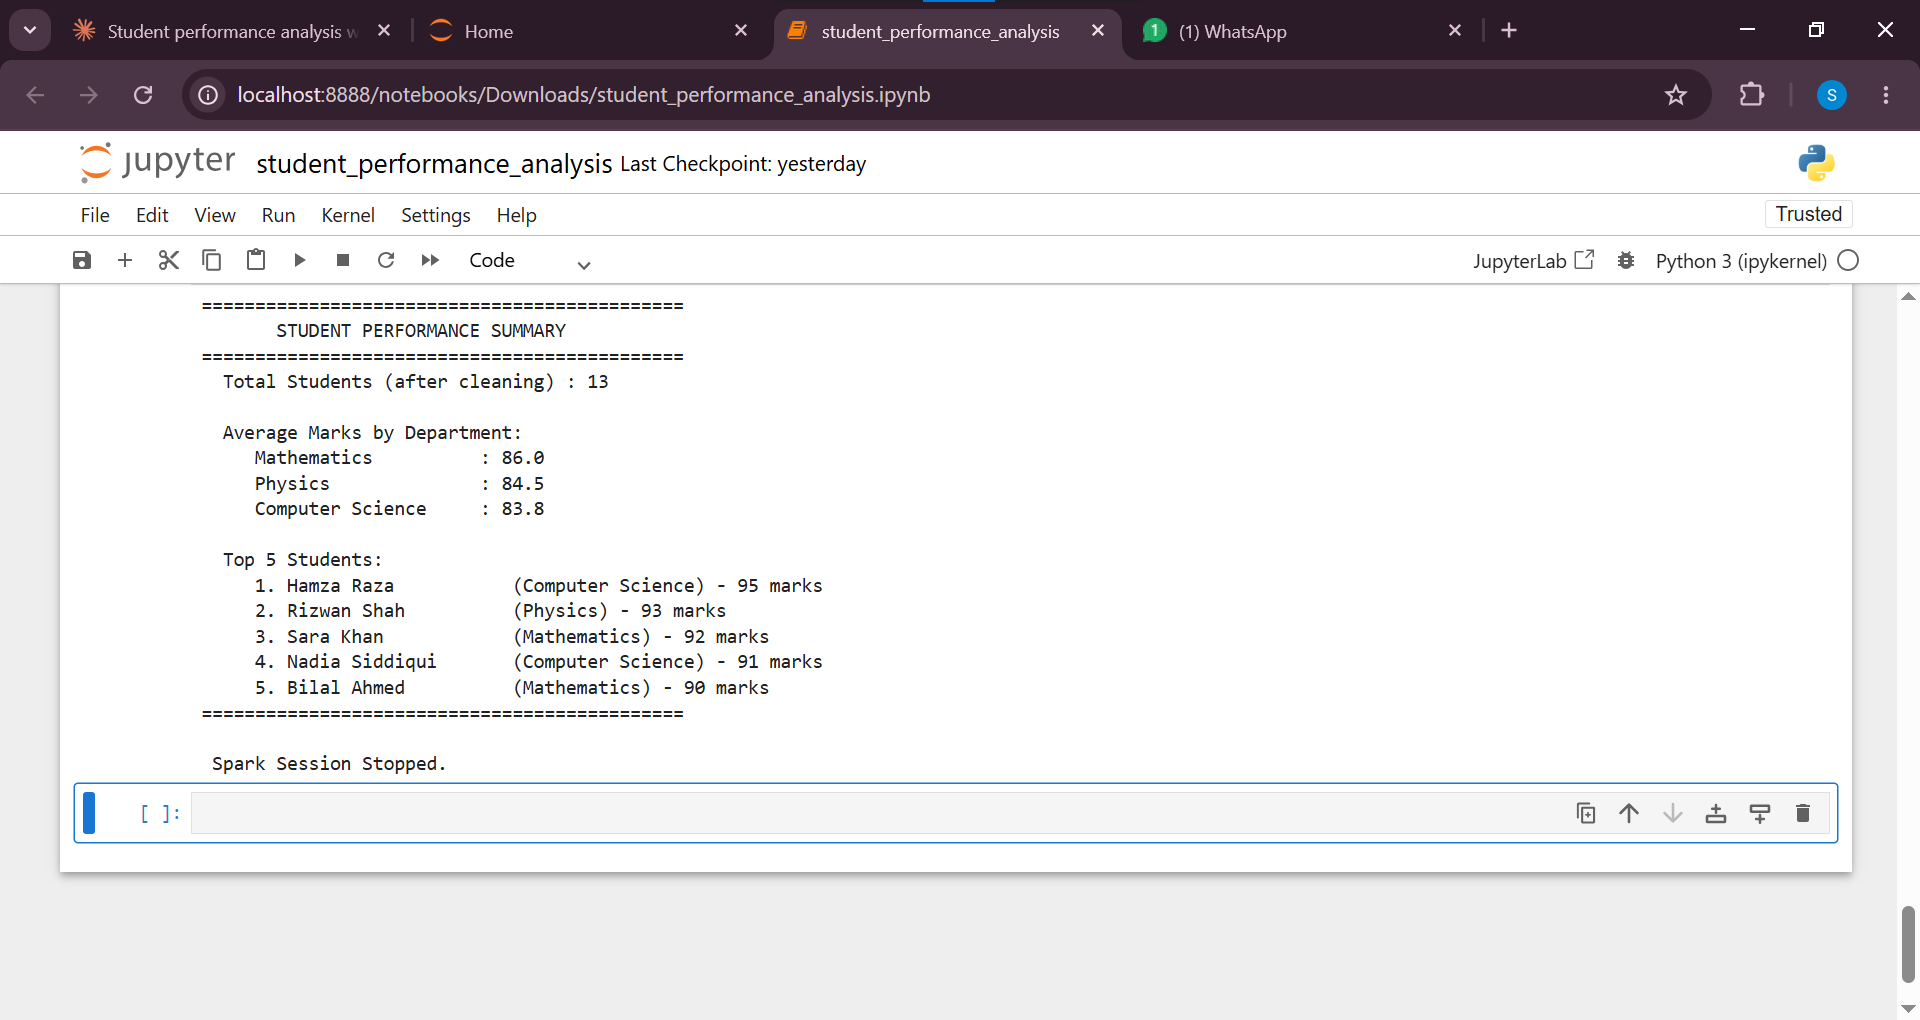 Student performance analysis w
Home
student_performance_analysis
1
(1) WhatsApp
localhost:8888/notebooks/Downloads/student_performance_analysis.ipynb
S
jupyter
student_performance_analysis Last Checkpoint: yesterday
File Edit View Run Kernel Settings Help
Trusted
Code
JupyterLab
Python 3 (ipykernel)
=============================================
STUDENT PERFORMANCE SUMMARY
=============================================
Total Students (after cleaning) : 13
Average Marks by Department:
Mathematics : 86.0
Physics : 84.5
Computer Science : 83.8
Top 5 Students:
1. Hamza Raza (Computer Science) - 95 marks
2. Rizwan Shah (Physics) - 93 marks
3. Sara Khan (Mathematics) - 92 marks
4. Nadia Siddiqui (Computer Science) - 91 marks
5. Bilal Ahmed (Mathematics) - 90 marks
=============================================
Spark Session Stopped.
[ ]: